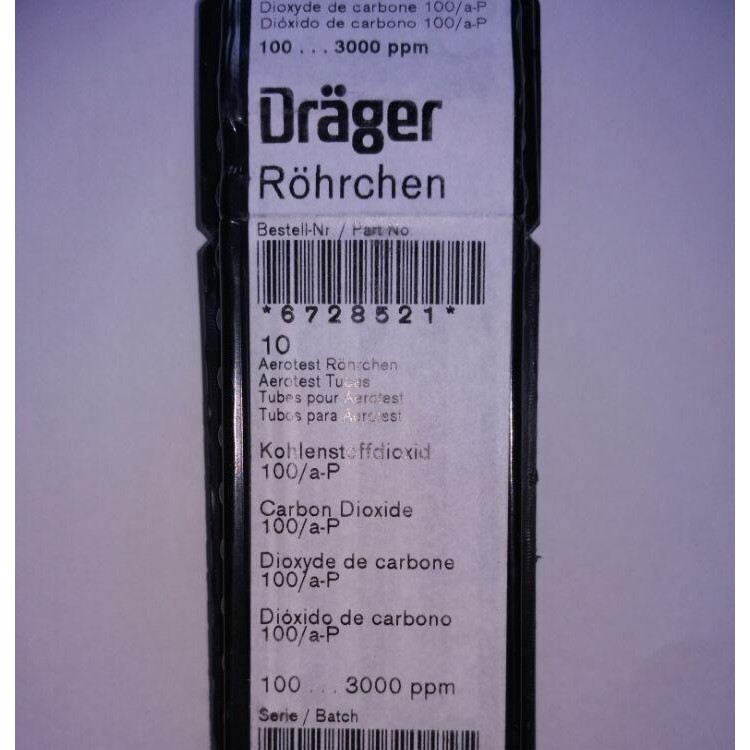 Dioxyde de carbone 100/a-P
Dióxido de carbono 100/a-P
100 ... 3000 ppm
Dräger
Röhrchen
Bestell-Nr / Part No
*6728521*
10
Aerotest Röhrchen
Aerotest Tubes
Tubes pour Aerotest
Tubos para Aerotest
Kohlenstoffdioxid
100/a-P
Carbon Dioxide
100/a-P
Dioxyde de carbone
100/a-P
Dióxido de carbono
100/a-P
100 ... 3000 ppm
Serie / Batch